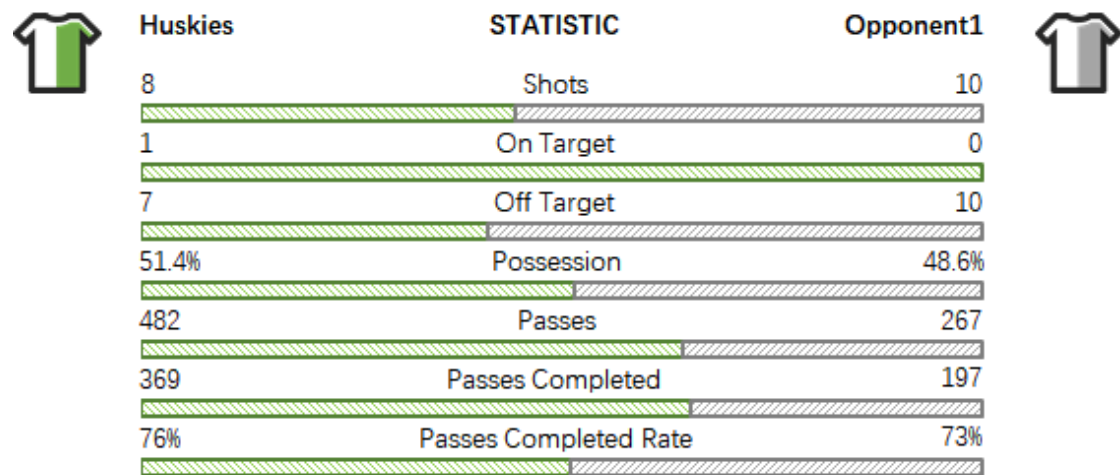 Huskies STATISTIC Opponent1
8 Shots 10
1 On Target 0
7 Off Target 10
51.4% Possession 48.6%
482 Passes 267
369 Passes Completed 197
76% Passes Completed Rate 73%